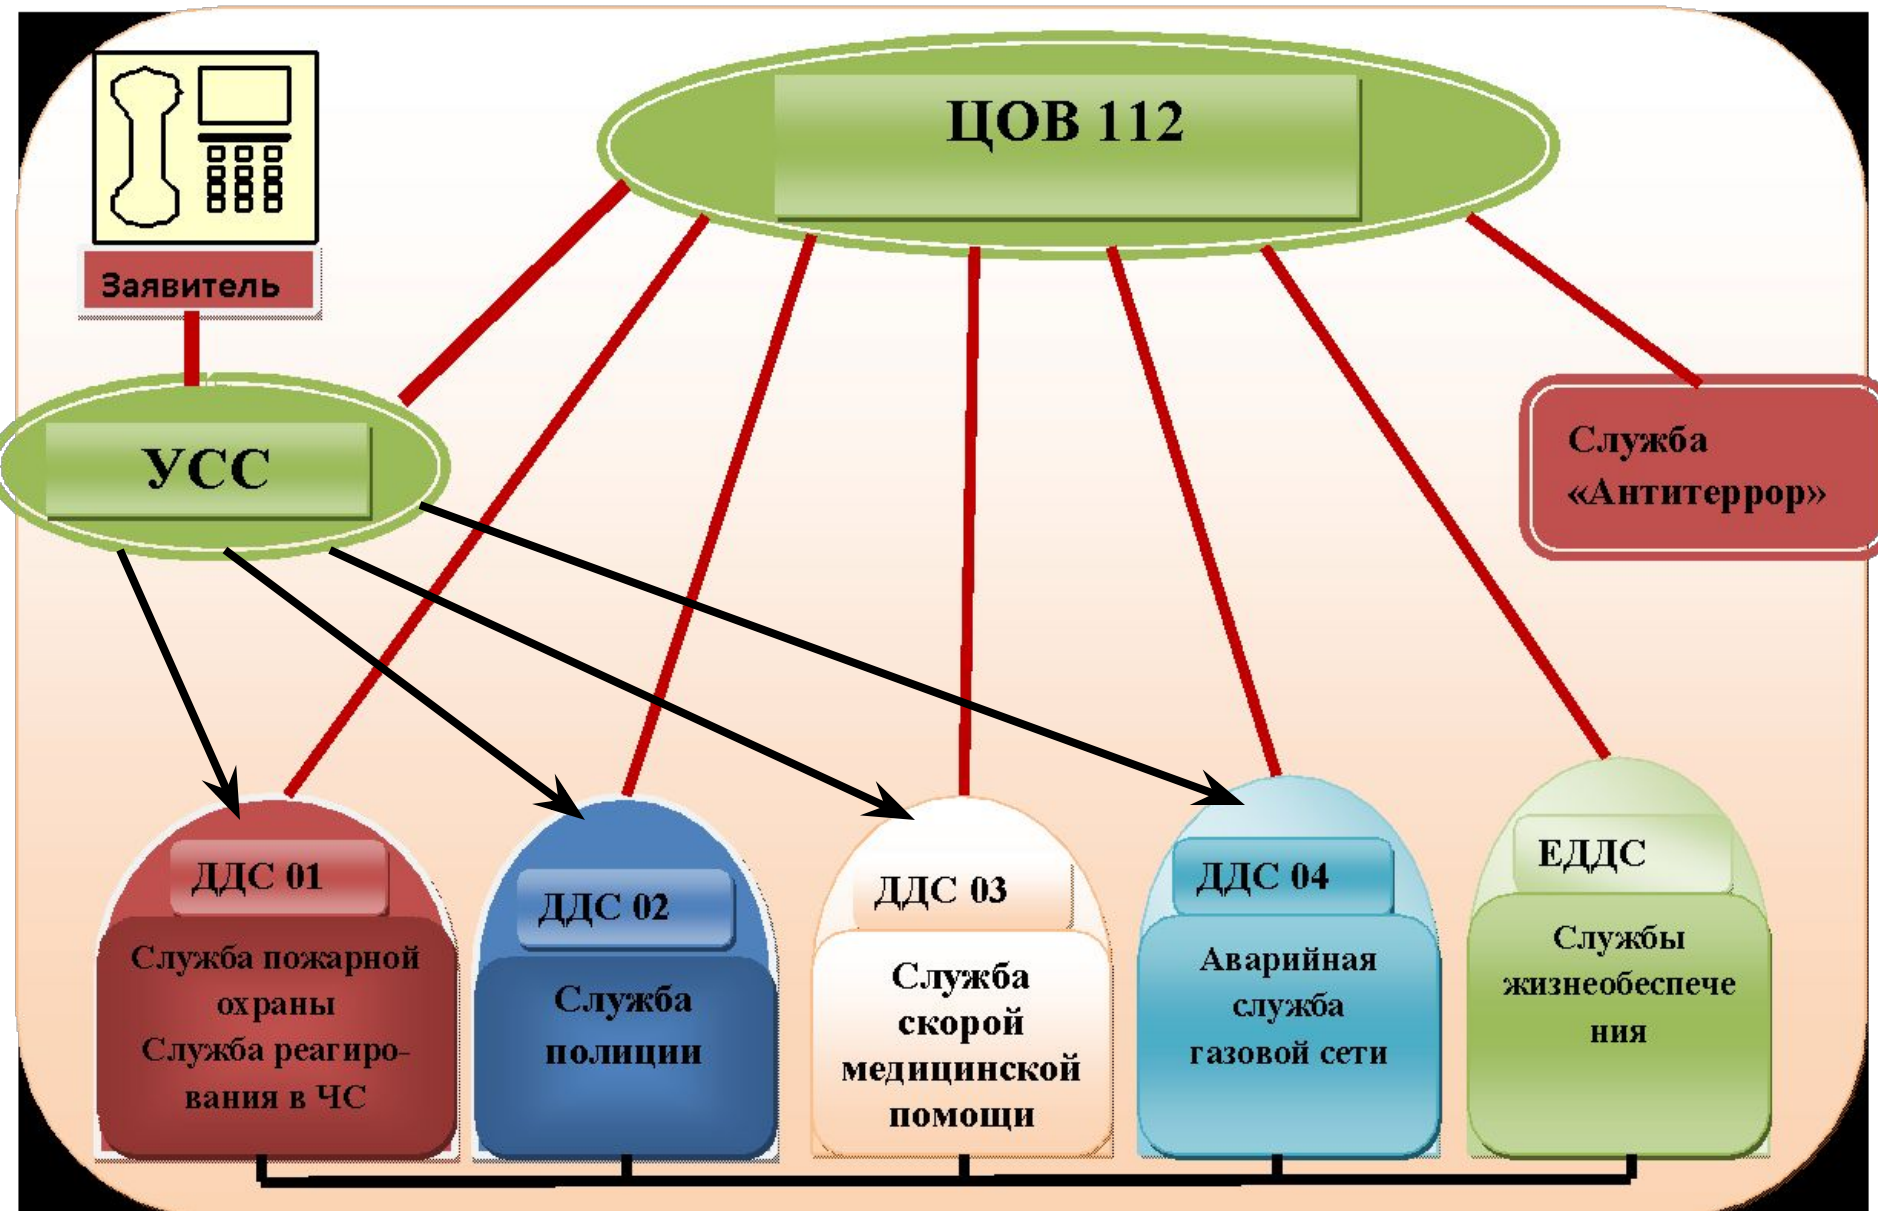 ЦОВ 112
Заявитель
УСС
Служба
«Антитеррор»
ДДС 01
Служба пожарной
охраны
Служба реагиро-
вания в ЧС
ДДС 02
Служба
полиции
ДДС 03
Служба
скорой
медицинской
помощи
ДДС 04
Аварийная
служба
газовой сети
ЕДДС
Службы
жизнеобеспече
ния